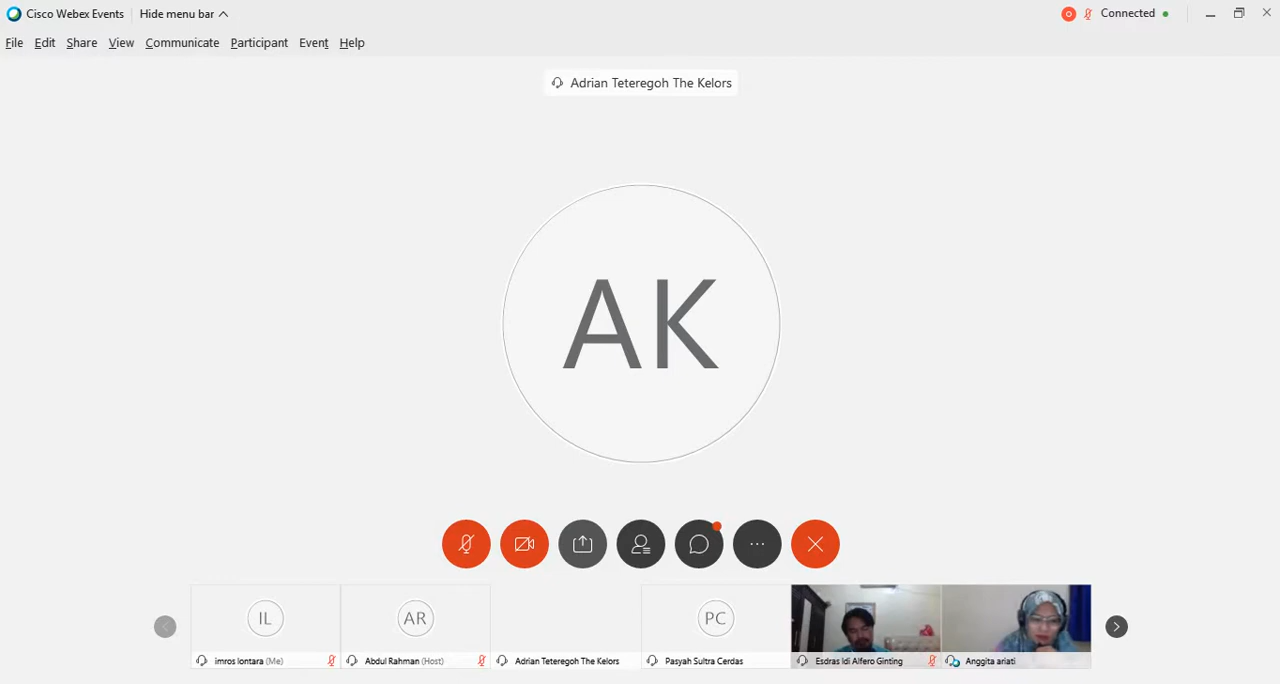 Cisco Webex Events
Hide menu bar
Connected
File Edit Share View Communicate Participant Event Help
Adrian Teteregoh The Kelors
AK
IL
AR
PC
imros lontara (Me)
Abdul Rahman (Host)
Adrian Teteregoh The Kelors
Pasyah Sultra Cerdas
Esdras Idi Alfero Ginting
Anggita ariati